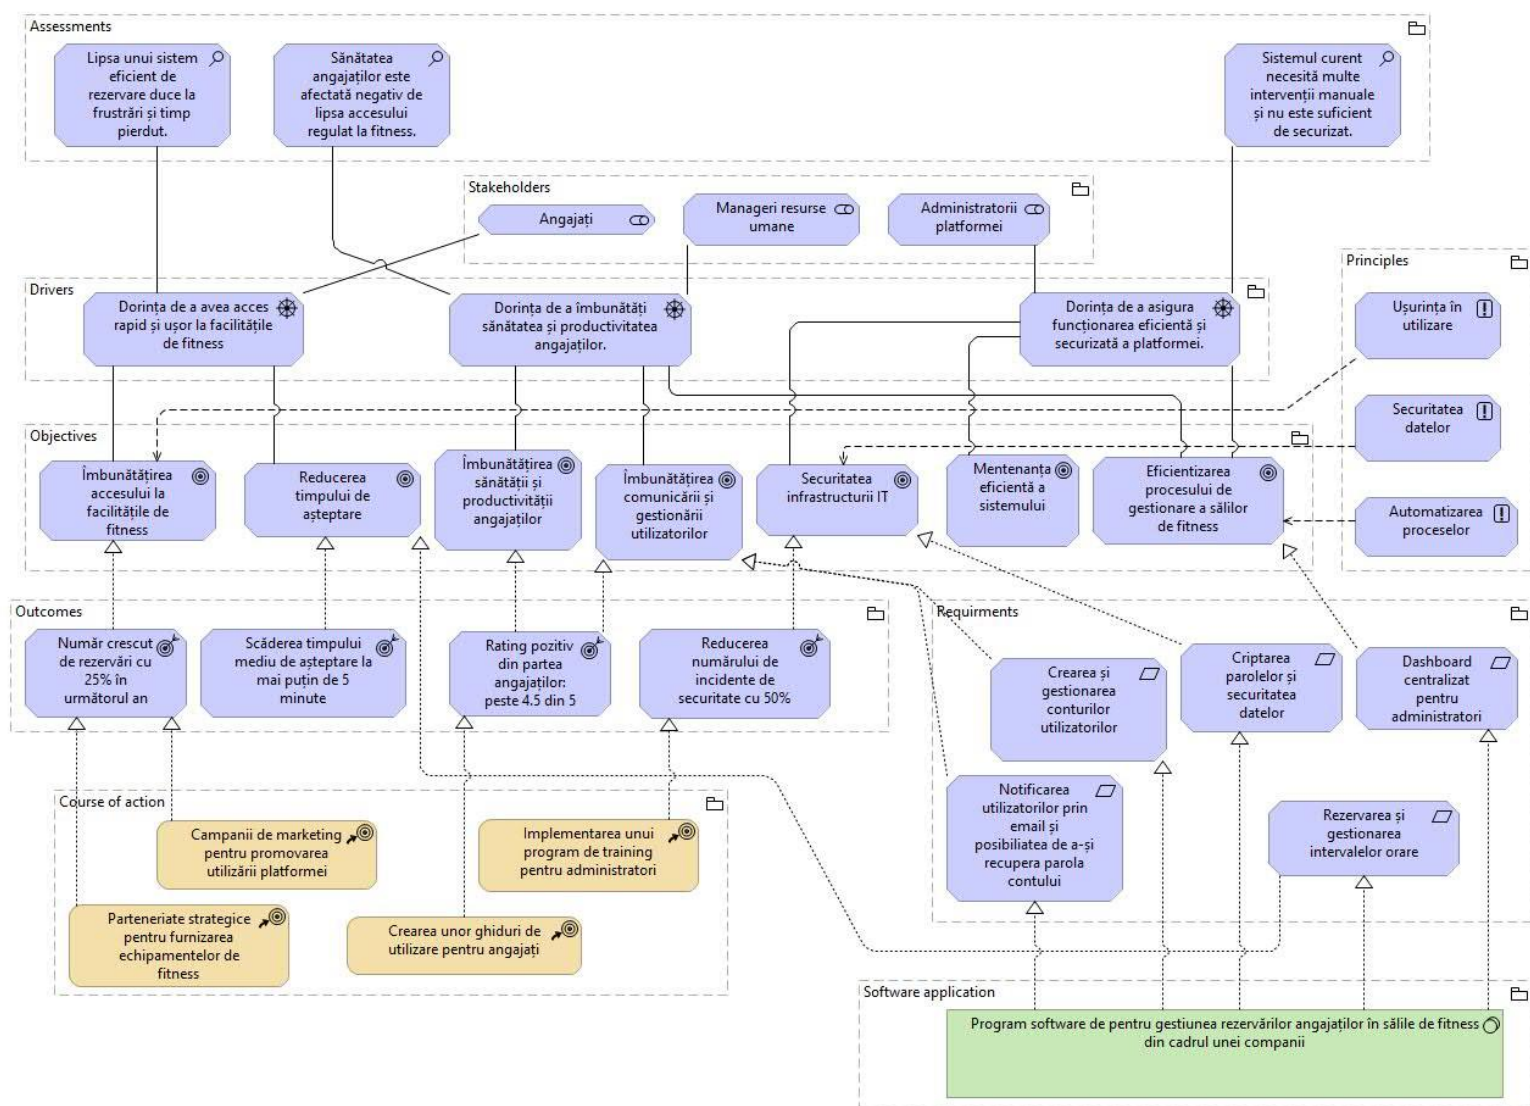 Assessments
Lipsa unui sistem
eficient de
rezervare duce la
frustrări și timp
pierdut.
Sănătatea
angajaților este
afectată negativ de
lipsa accesului
regulat la fitness.
Sistemul curent
necesită multe
intervenții manuale
și nu este suficient
de securizat.
Stakeholders
Angajați
Manageri resurse
umane
Administratorii
platformei
Principles
Ușurința în
utilizare
Securitatea
datelor
Automatizarea
proceselor
Drivers
Dorința de a avea acces
rapid și ușor la facilitățile
de fitness
Dorința de a îmbunătăți
sănătatea și productivitatea
angajaților.
Dorința de a asigura
funcționarea eficientă și
securizată a platformei.
Objectives
Îmbunătățirea
accesului la
facilitățile de
fitness
Reducerea
timpului de
așteptare
Îmbunătățirea
sănătății și
productivității
angajaților
Îmbunătățirea
comunicării și
gestionării
utilizatorilor
Securitatea
infrastructurii IT
Mentenanța
eficientă a
sistemului
Eficientizarea
procesului de
gestionare a sălilor
de fitness
Outcomes
Număr crescut
de rezervări cu
25% în
următorul an
Scăderea timpului
mediu de așteptare la
mai puțin de 5
minute
Rating pozitiv
din partea
angajaților:
peste 4.5 din 5
Reducerea
numărului de
incidente de
securitate cu 50%
Requirments
Crearea și
gestionarea
conturilor
utilizatorilor
Criptarea
parolelor și
securitatea
datelor
Dashboard
centralizat
pentru
administratori
Notificarea
utilizatorilor prin
email și
posibiliatea de a-și
recupera parola
contului
Rezervarea și
gestionarea
intervalelor orare
Course of action
Campanii de marketing
pentru promovarea
utilizării platformei
Implementarea unui
program de training
pentru administratori
Parteneriate strategice
pentru furnizarea
echipamentelor de
fitness
Crearea unor ghiduri de
utilizare pentru angajați
Software application
Program software de pentru gestiunea rezervărilor angajaților în sălile de fitness
din cadrul unei companii